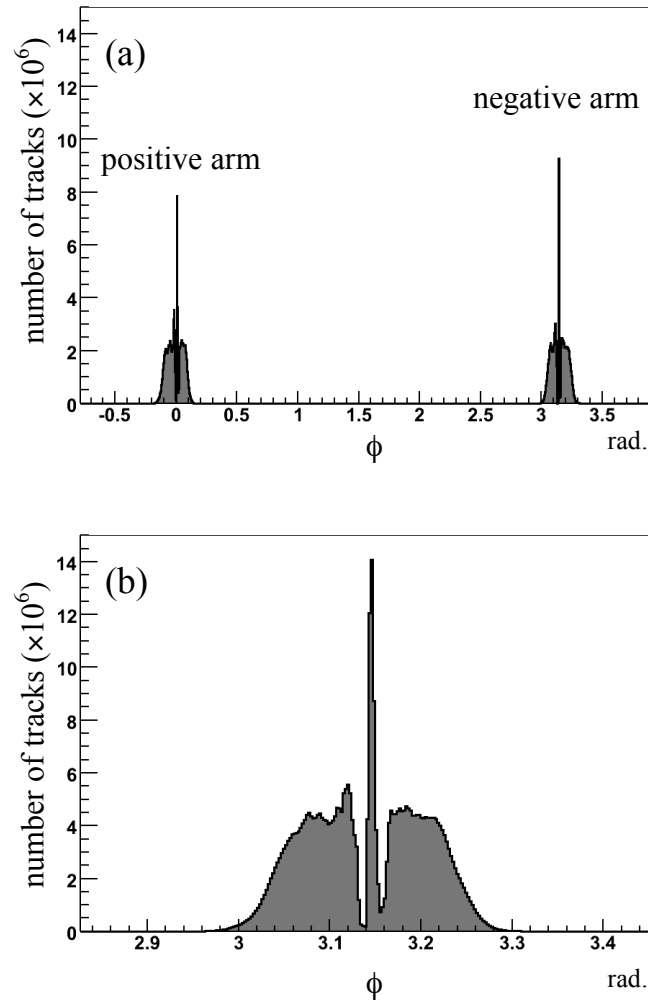 (a)
number of tracks (×10⁶)
14
12
10
8
6
4
2
0
positive arm
negative arm
-0.5 0 0.5 1 1.5 2 2.5 3 3.5
ϕ
rad.
(b)
number of tracks (×10⁶)
14
12
10
8
6
4
2
0
2.9 3 3.1 3.2 3.3 3.4
ϕ
rad.